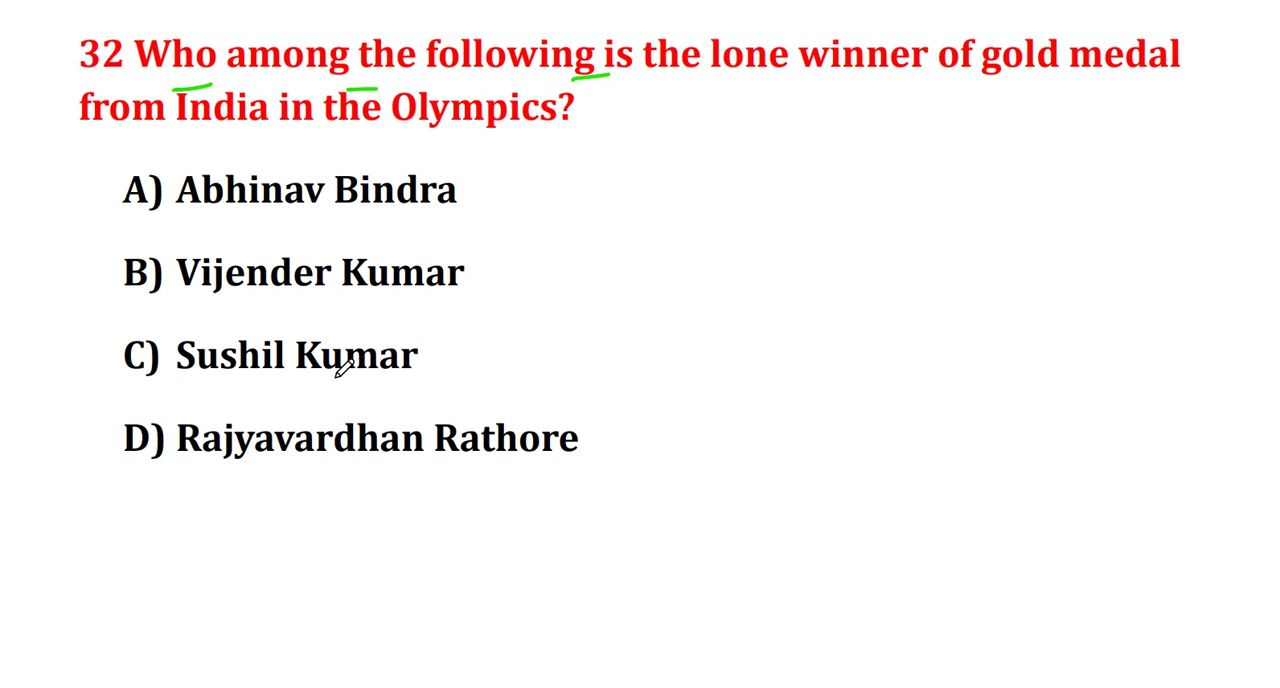 32 Who among the following is the lone winner of gold medal
from India in the Olympics?
A) Abhinav Bindra
B) Vijender Kumar
C) Sushil Kumar
D) Rajyavardhan Rathore